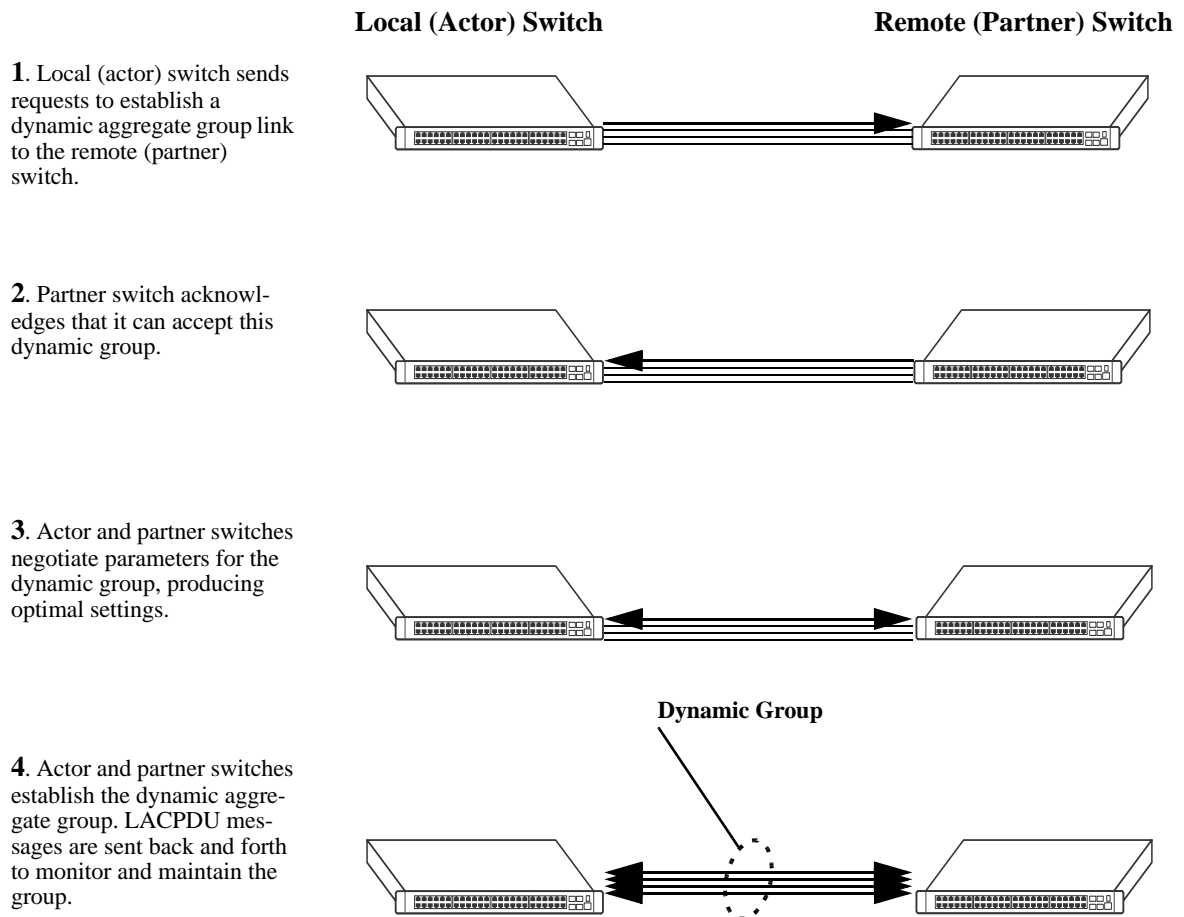 Local (Actor) Switch
Remote (Partner) Switch
1. Local (actor) switch sends
requests to establish a
dynamic aggregate group link
to the remote (partner)
switch.
2. Partner switch acknowl-
edges that it can accept this
dynamic group.
3. Actor and partner switches
negotiate parameters for the
dynamic group, producing
optimal settings.
Dynamic Group
4. Actor and partner switches
establish the dynamic aggre-
gate group. LACPDU mes-
sages are sent back and forth
to monitor and maintain the
group.